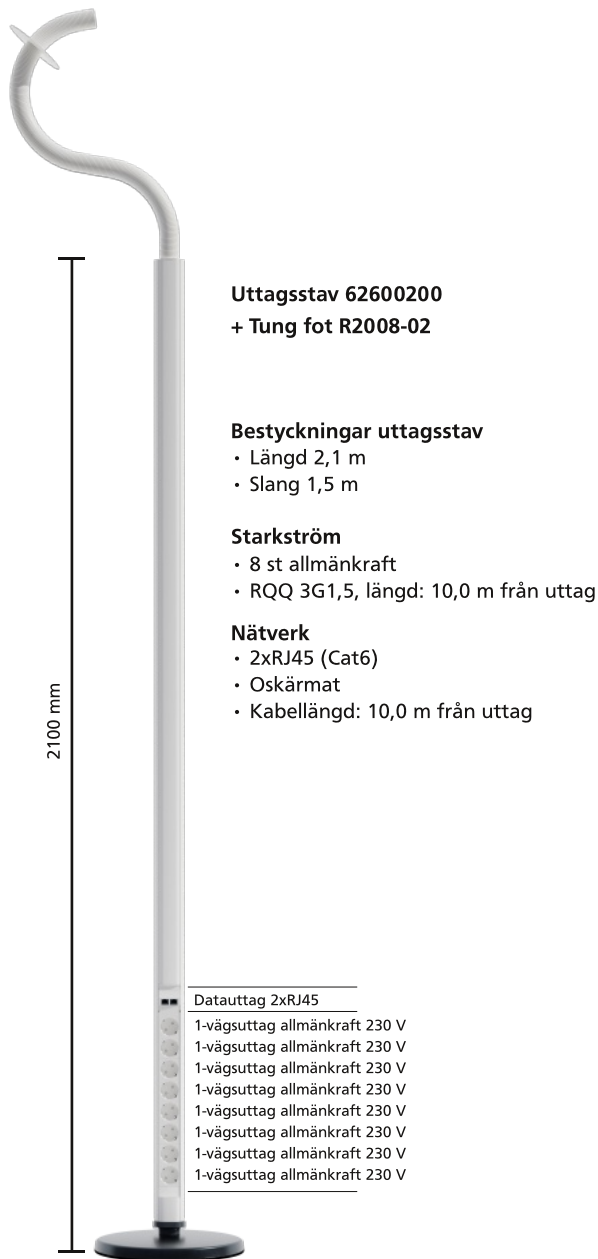 Uttagsstav 62600200
+ Tung fot R2008-02
Bestyckningar uttagsstav
• Längd 2,1 m
• Slang 1,5 m
Starkström
• 8 st allmänkraft
• RQQ 3G1,5, längd: 10,0 m från uttag
Nätverk
• 2xRJ45 (Cat6)
• Oskärmat
• Kabellängd: 10,0 m från uttag
2100 mm
Datauttag 2xRJ45
1-vägsuttag allmänkraft 230 V
1-vägsuttag allmänkraft 230 V
1-vägsuttag allmänkraft 230 V
1-vägsuttag allmänkraft 230 V
1-vägsuttag allmänkraft 230 V
1-vägsuttag allmänkraft 230 V
1-vägsuttag allmänkraft 230 V
1-vägsuttag allmänkraft 230 V